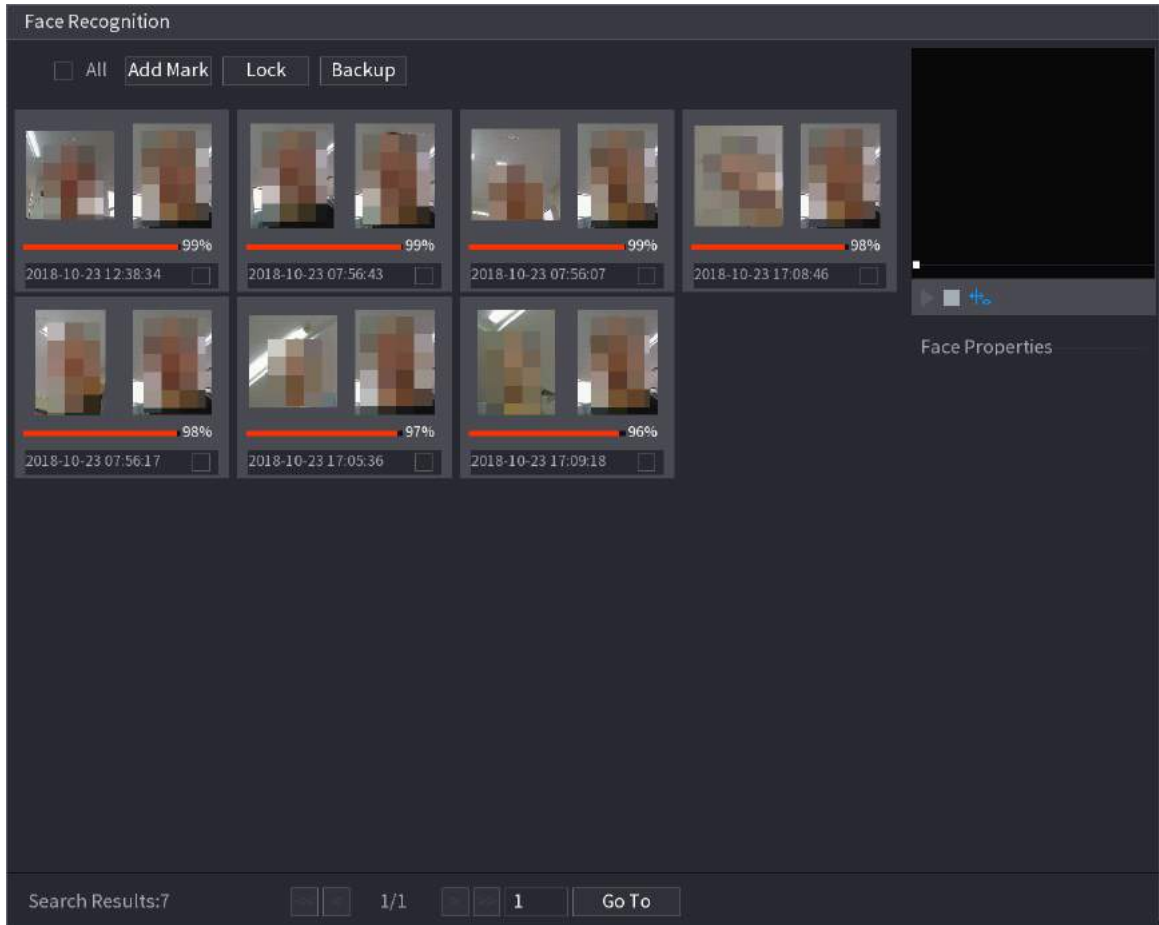 Face Recognition
All Add Mark Lock Backup
99% 99% 99% 98%
2018-10-23 12:38:34 2018-10-23 07:56:43 2018-10-23 07:56:07 2018-10-23 17:08:46
Face Properties
98% 97% 96%
2018-10-23 07:56:17 2018-10-23 17:05:36 2018-10-23 17:09:18
Search Results:7 1/1 1 Go To